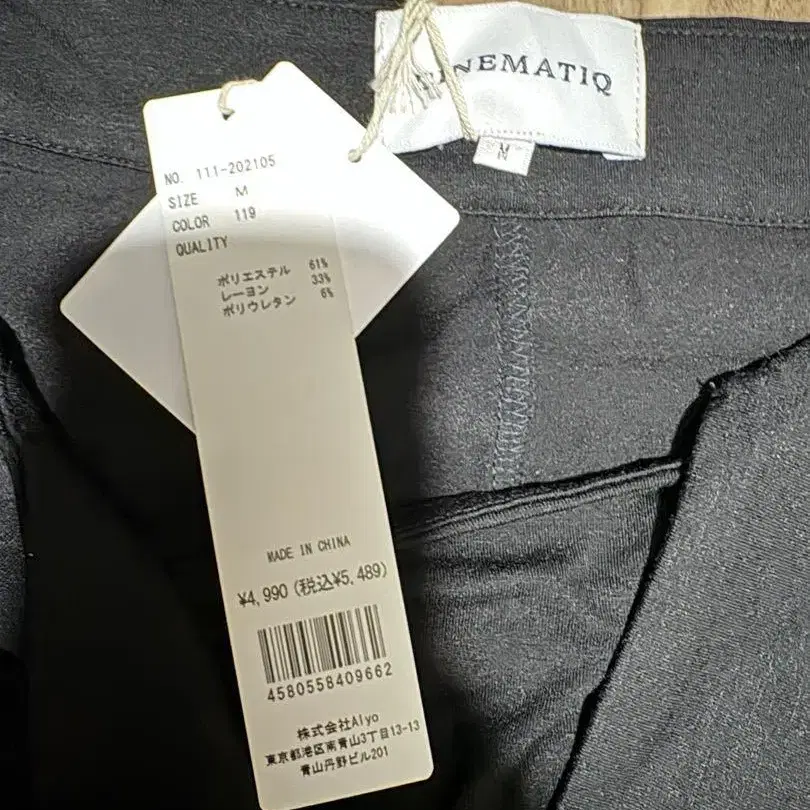 CINEMATIQ
M
NO. 111-202105
SIZE M
COLOR 119
QUALITY
ポリエステル 61%
レーヨン 33%
ポリウレタン 6%
MADE IN CHINA
¥4,990(税込¥5,489)
4580558409662
株式会社Alyo
東京都港区南青山3丁目13-13
青山丹野ビル201